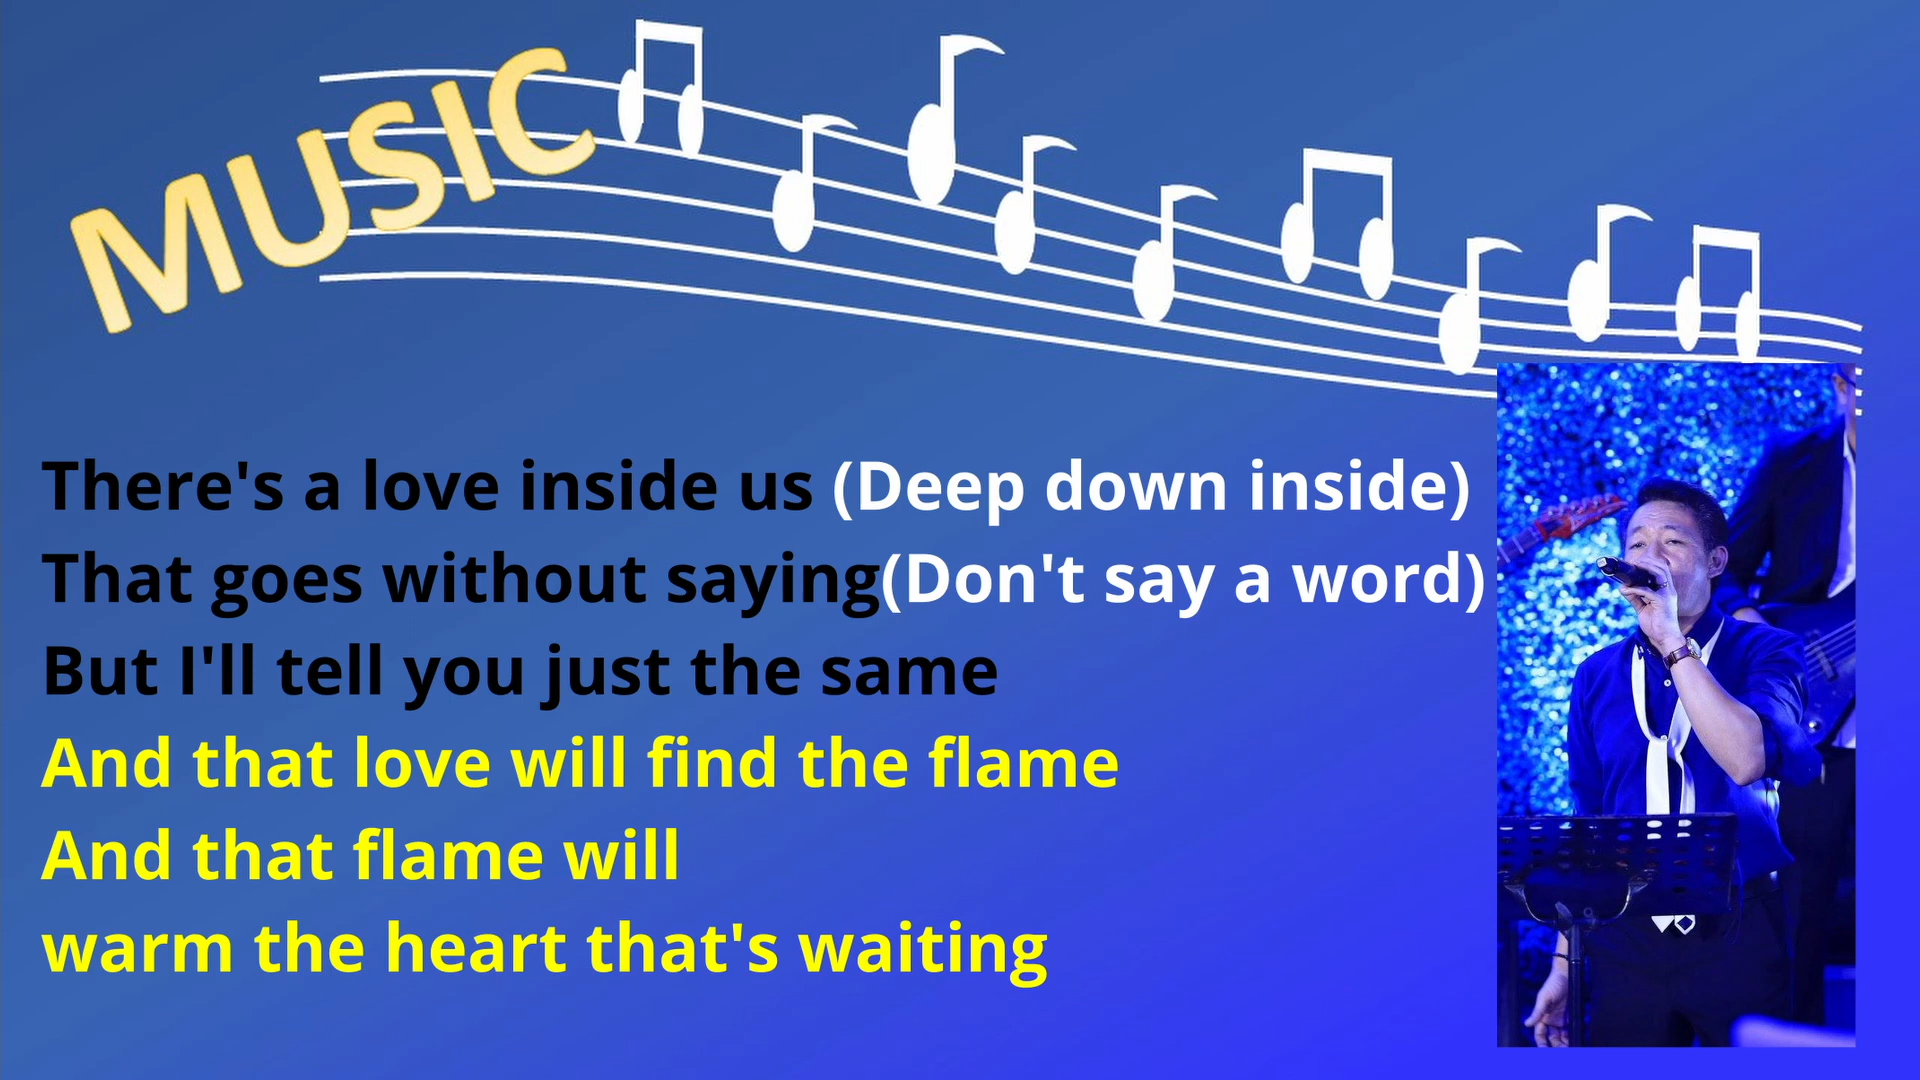 MUSIC
There's a love inside us (Deep down inside)
That goes without saying(Don't say a word)
But I'll tell you just the same
And that love will find the flame
And that flame will
warm the heart that's waiting